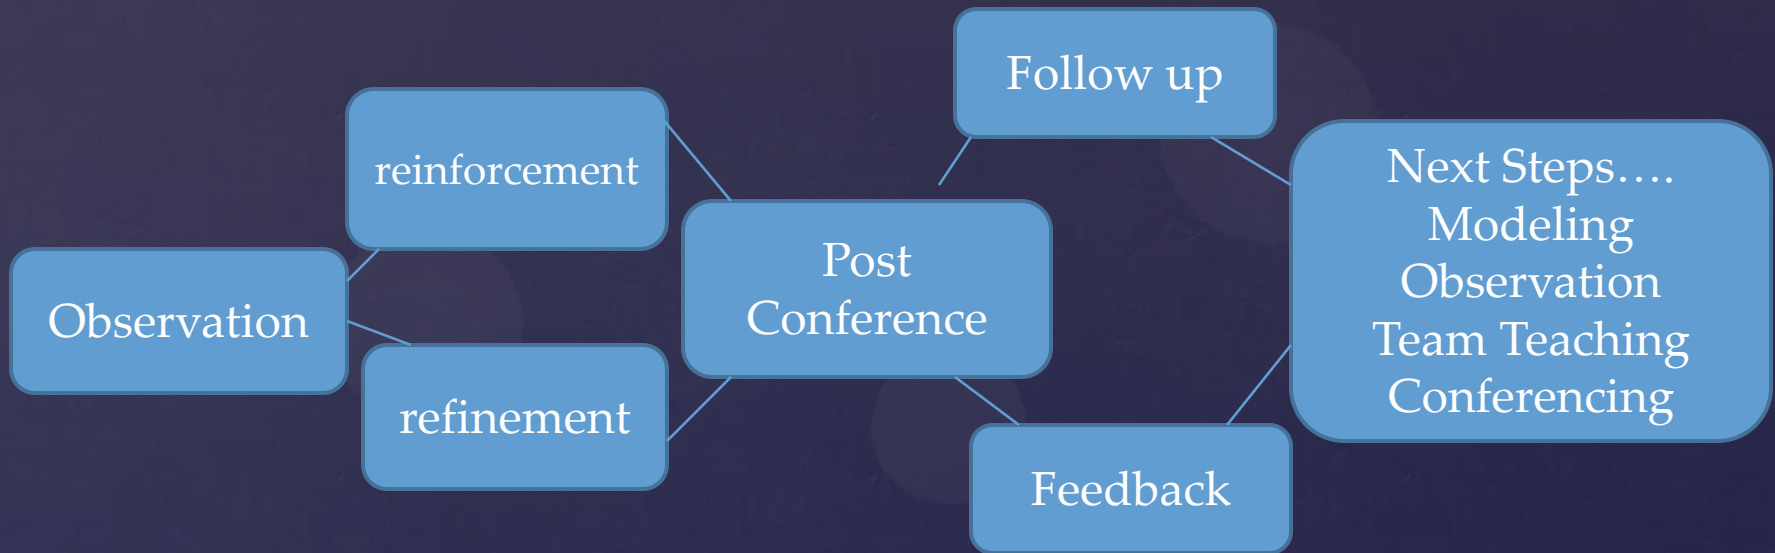 Observation
reinforcement
refinement
Post
Conference
Follow up
Feedback
Next Steps….
Modeling
Observation
Team Teaching
Conferencing